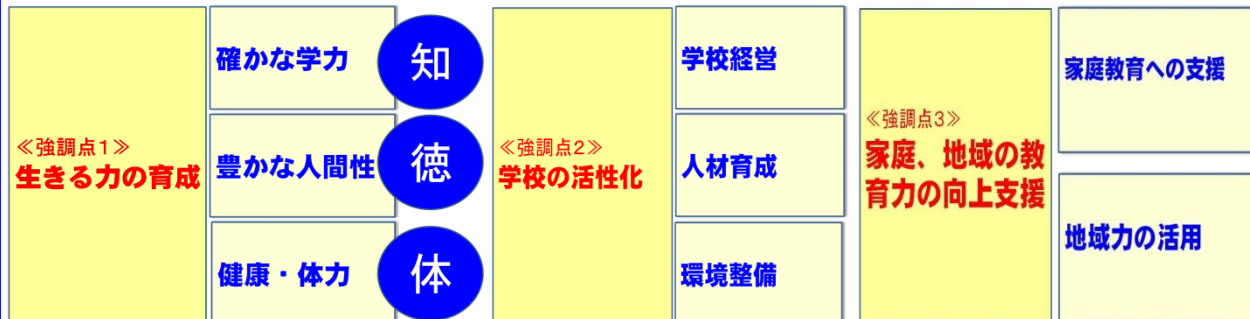 ≪強調点1≫
生きる力の育成
確かな学力
知
豊かな人間性
徳
健康・体力
体
≪強調点2≫
学校の活性化
学校経営
人材育成
環境整備
≪強調点3≫
家庭、地域の教
育力の向上支援
家庭教育への支援
地域力の活用